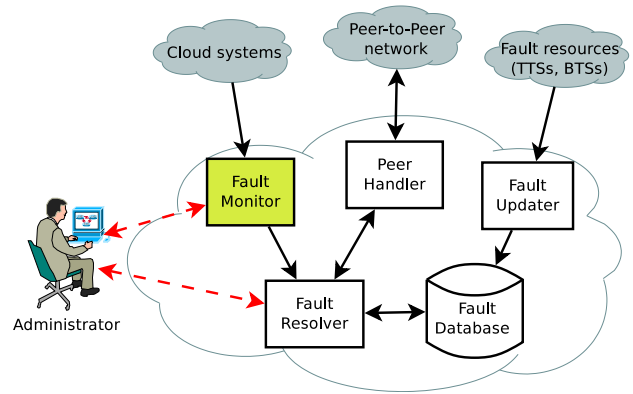 Cloud systems
Peer-to-Peer
network
Fault resources
(TTSs, BTSs)
Fault
Monitor
Peer
Handler
Fault
Updater
Administrator
Fault
Resolver
Fault
Database